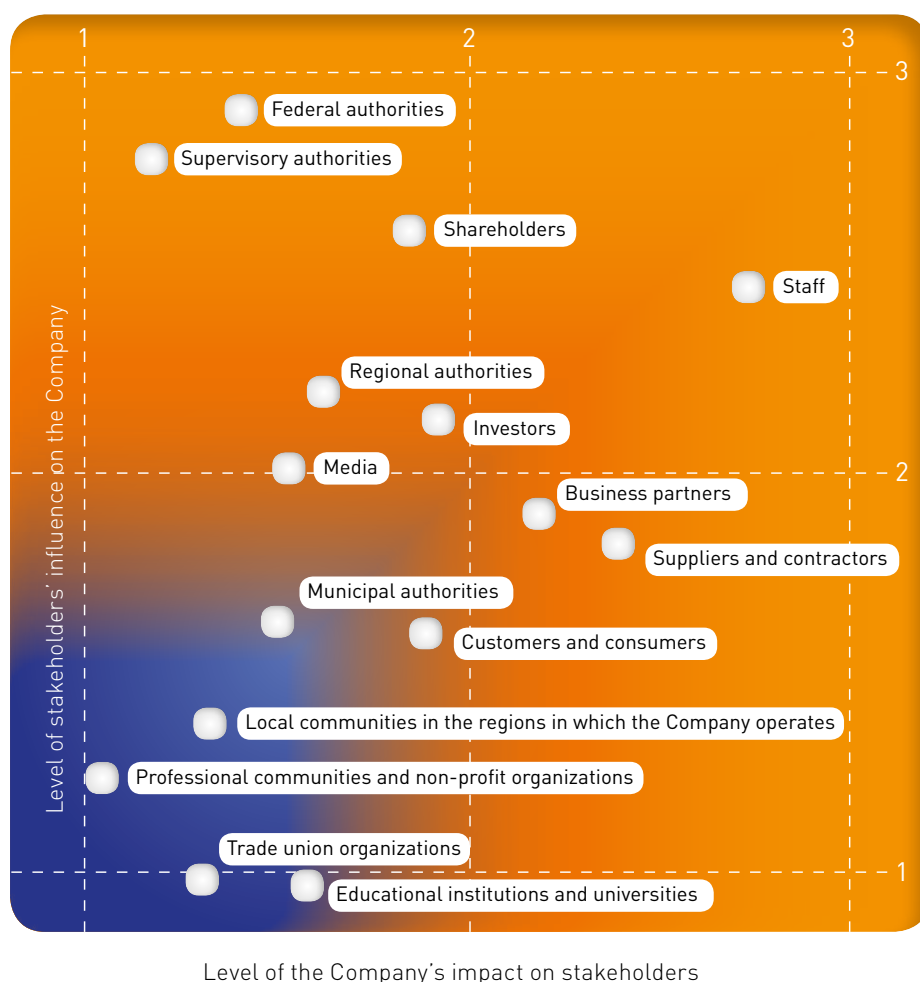 1 2 3
3
Federal authorities
Supervisory authorities
Shareholders
Staff
Level of stakeholders’ influence on the Company
Regional authorities
Investors
Media
2
Business partners
Suppliers and contractors
Municipal authorities
Customers and consumers
Local communities in the regions in which the Company operates
Professional communities and non-profit organizations
Trade union organizations
1
Educational institutions and universities
Level of the Company’s impact on stakeholders